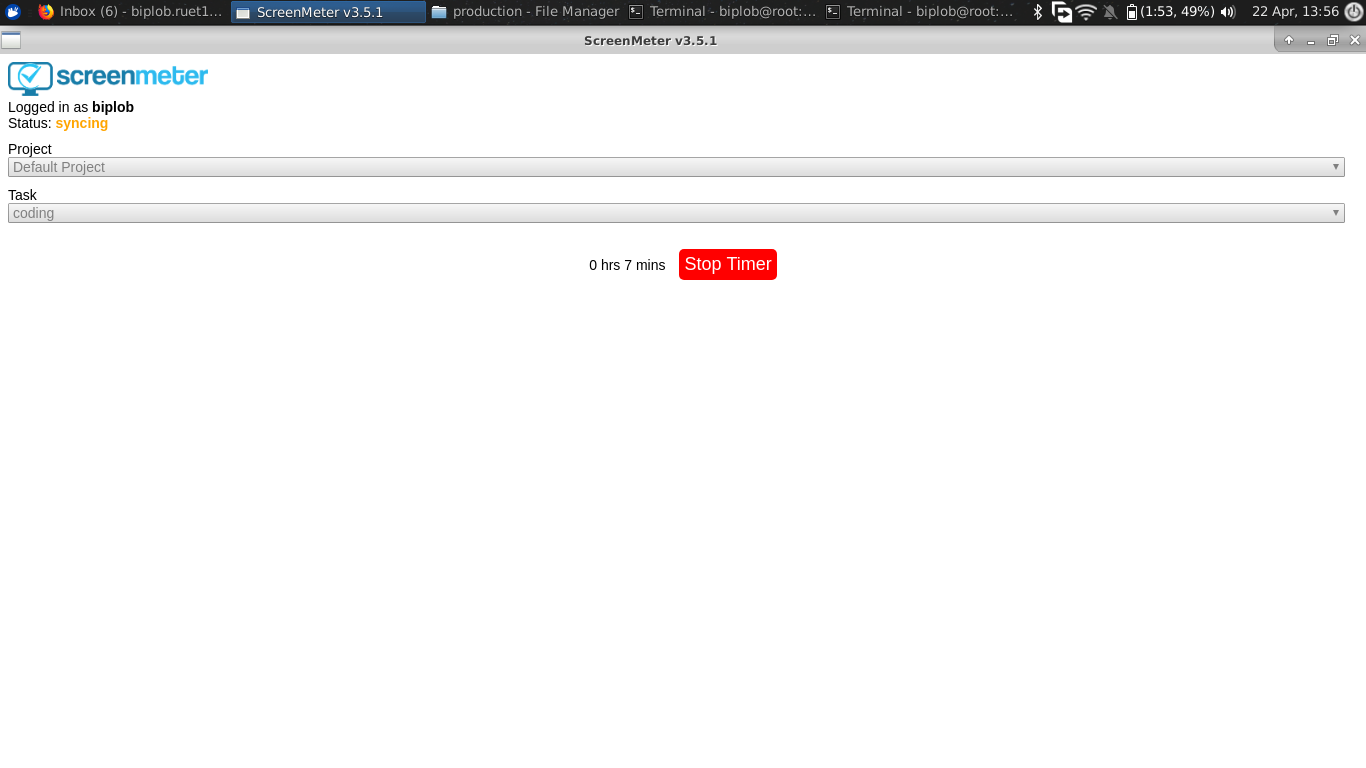 Inbox (6) - biplob.ruet1... ScreenMeter v3.5.1 production - File Manager Terminal - biplob@root:... Terminal - biplob@root:... (1:53, 49%) 22 Apr, 13:56
ScreenMeter v3.5.1
screenmeter
Logged in as biplob
Status: syncing
Project
Default Project
Task
coding
0 hrs 7 mins Stop Timer